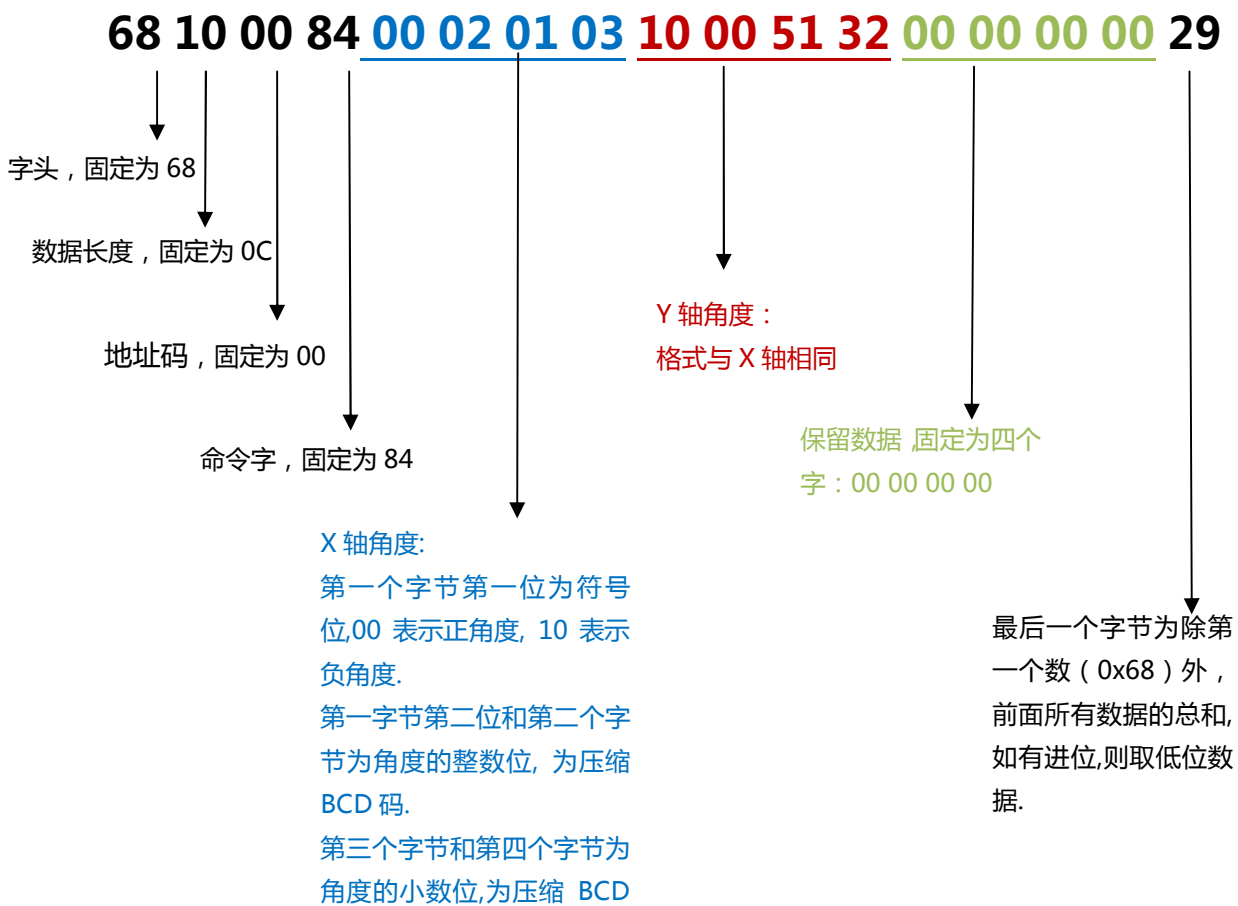 68 10 00 84 00 02 01 03 10 00 51 32 00 00 00 00 29
字头，固定为 68
数据长度，固定为 0C
地址码，固定为 00
命令字，固定为 84
X 轴角度:
第一个字节第一位为符号
位,00 表示正角度, 10 表示
负角度.
第一字节第二位和第二个字
节为角度的整数位, 为压缩
BCD 码.
第三个字节和第四个字节为
角度的小数位,为压缩 BCD
Y 轴角度：
格式与 X 轴相同
保留数据 ,固定为四个
字：00 00 00 00
最后一个字节为除第
一个数（0x68）外，
前面所有数据的总和,
如有进位,则取低位数
据.